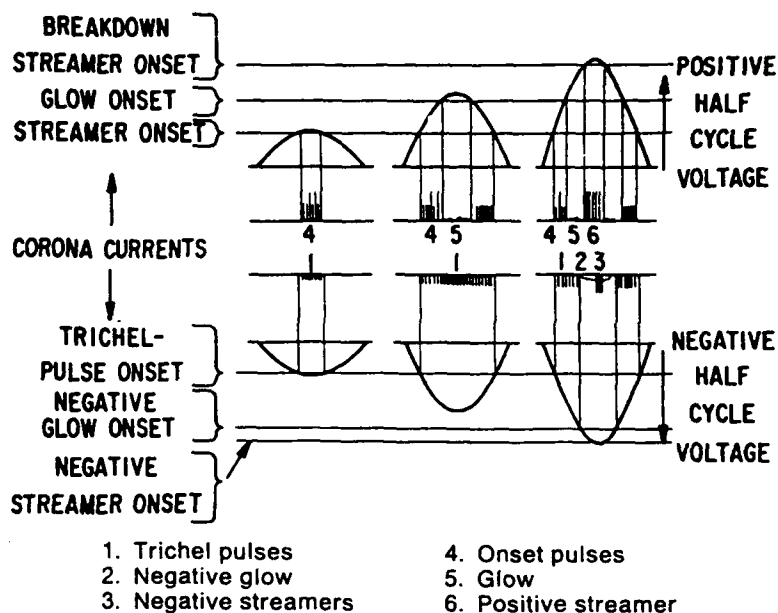 BREAKDOWN
STREAMER ONSET
GLOW ONSET
STREAMER ONSET
POSITIVE
HALF
CYCLE
VOLTAGE
CORONA CURRENTS
4
4 5
4 5 6
1
1
1 2 3
TRICHEL-
PULSE ONSET
NEGATIVE
GLOW ONSET
NEGATIVE
STREAMER ONSET
NEGATIVE
HALF
CYCLE
VOLTAGE
1. Trichel pulses
2. Negative glow
3. Negative streamers
4. Onset pulses
5. Glow
6. Positive streamer